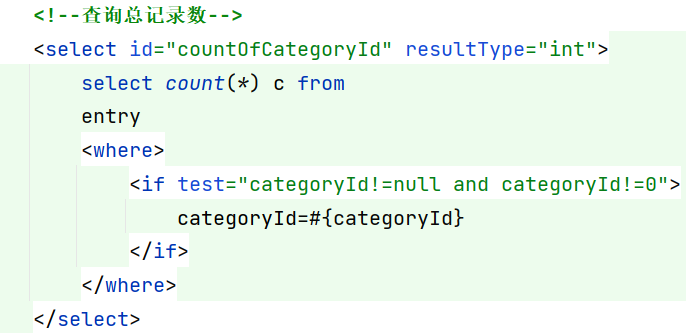 <!--查询总记录数-->
<select id="countOfCategoryId" resultType="int">
select count(*) c from
entry
<where>
<if test="categoryId!=null and categoryId!=0">
categoryId=#{categoryId}
</if>
</where>
</select>